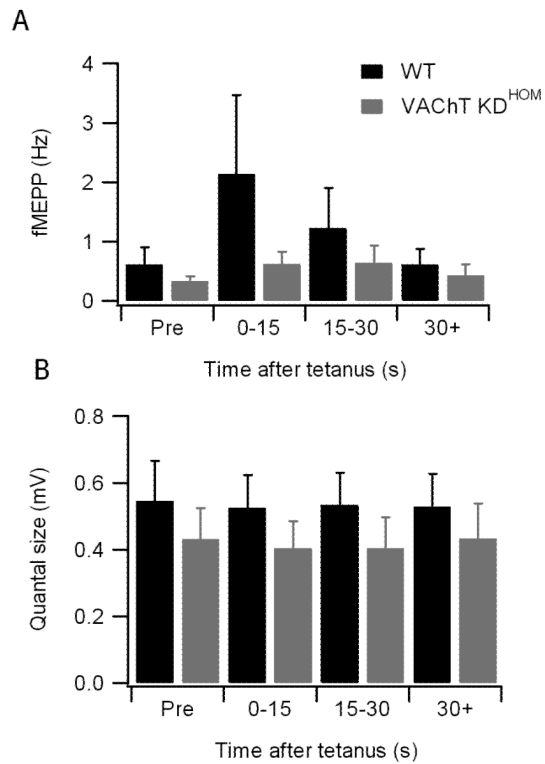 A
4
3
2
1
0
fMEPP (Hz)
WT
VAChT KD^HOM
Pre 0-15 15-30 30+
Time after tetanus (s)
B
0.8
0.6
0.4
0.2
0.0
Quantal size (mV)
Pre 0-15 15-30 30+
Time after tetanus (s)